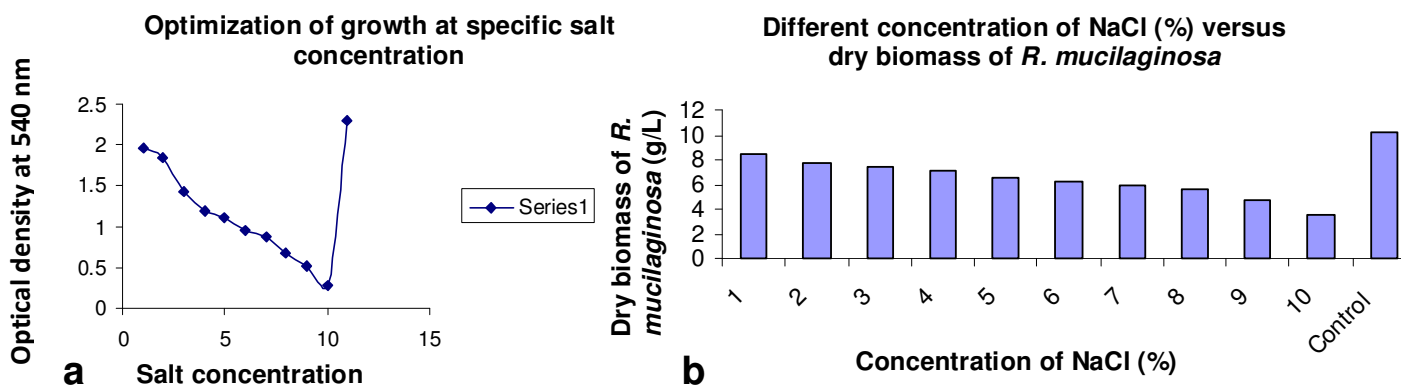 Optimization of growth at specific salt
concentration
Optical density at 540 nm
2.5
2
1.5
1
0.5
0
0
5
10
15
Series1
a
Salt concentration
Different concentration of NaCl (%) versus
dry biomass of R. mucilaginosa
Dry biomass of R.
mucilaginosa (g/L)
12
10
8
6
4
2
0
1
2
3
4
5
6
7
8
9
10
Control
b
Concentration of NaCl (%)